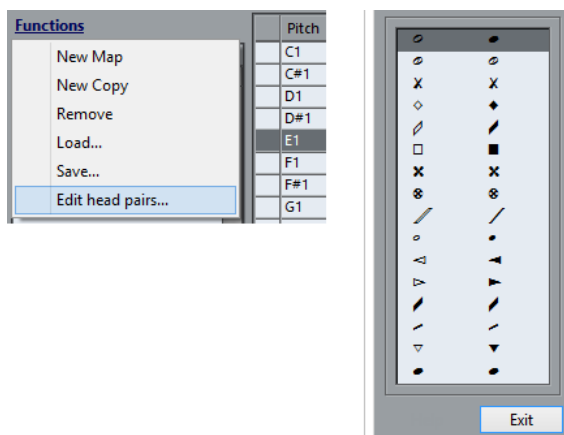 Functions
New Map
New Copy
Remove
Load...
Save...
Edit head pairs...
Pitch
C1
C#1
D1
D#1
E1
F1
F#1
G1
Exit